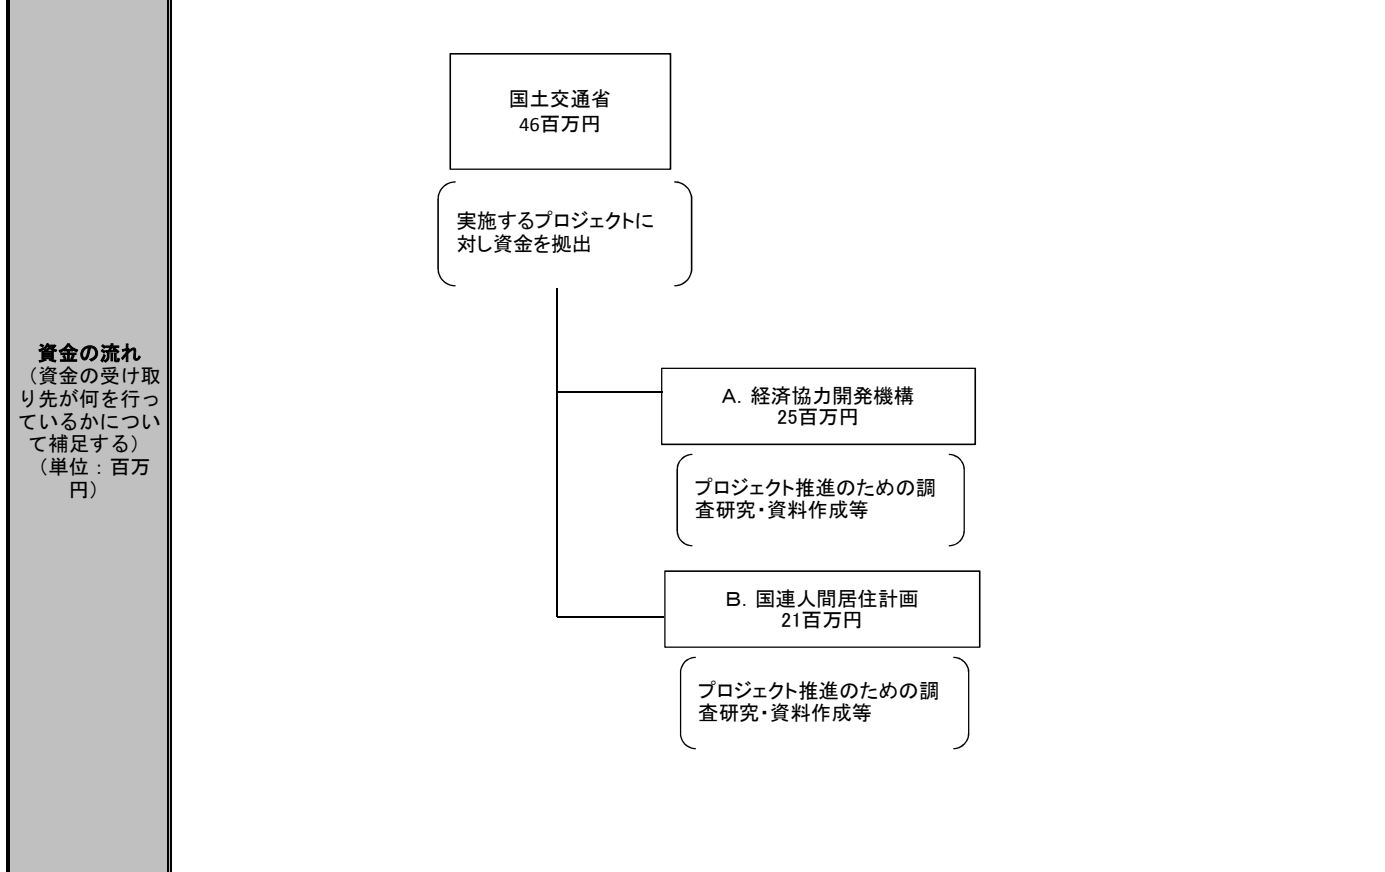 資金の流れ
（資金の受け取
り先が何を行っ
ているかについ
て補足する）
（単位：百万
円）
国土交通省
46百万円
実施するプロジェクトに
対し資金を拠出
A．経済協力開発機構
25百万円
プロジェクト推進のための調
査研究・資料作成等
B．国連人間居住計画
21百万円
プロジェクト推進のための調
査研究・資料作成等